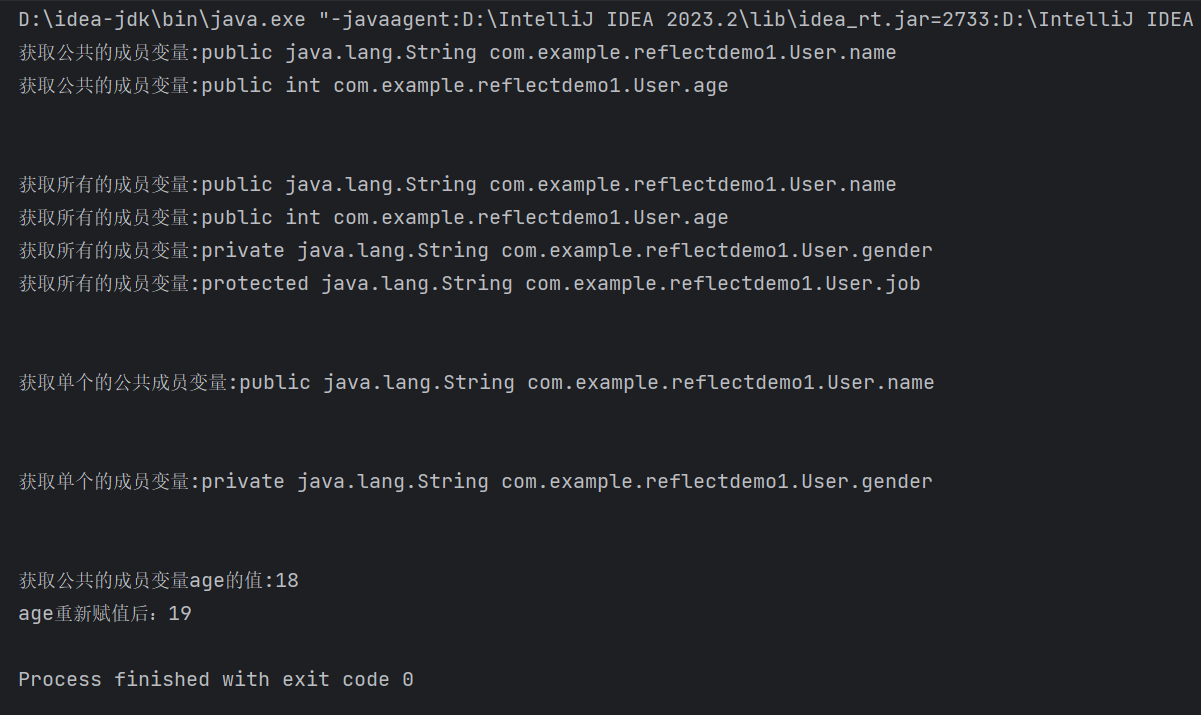 D:\idea-jdk\bin\java.exe "-javaagent:D:\IntelliJ IDEA 2023.2\lib\idea_rt.jar=2733:D:\IntelliJ IDEA
获取公共的成员变量:public java.lang.String com.example.reflectdemo1.User.name
获取公共的成员变量:public int com.example.reflectdemo1.User.age
获取所有的成员变量:public java.lang.String com.example.reflectdemo1.User.name
获取所有的成员变量:public int com.example.reflectdemo1.User.age
获取所有的成员变量:private java.lang.String com.example.reflectdemo1.User.gender
获取所有的成员变量:protected java.lang.String com.example.reflectdemo1.User.job
获取单个的公共成员变量:public java.lang.String com.example.reflectdemo1.User.name
获取单个的成员变量:private java.lang.String com.example.reflectdemo1.User.gender
获取公共的成员变量age的值:18
age重新赋值后：19
Process finished with exit code 0